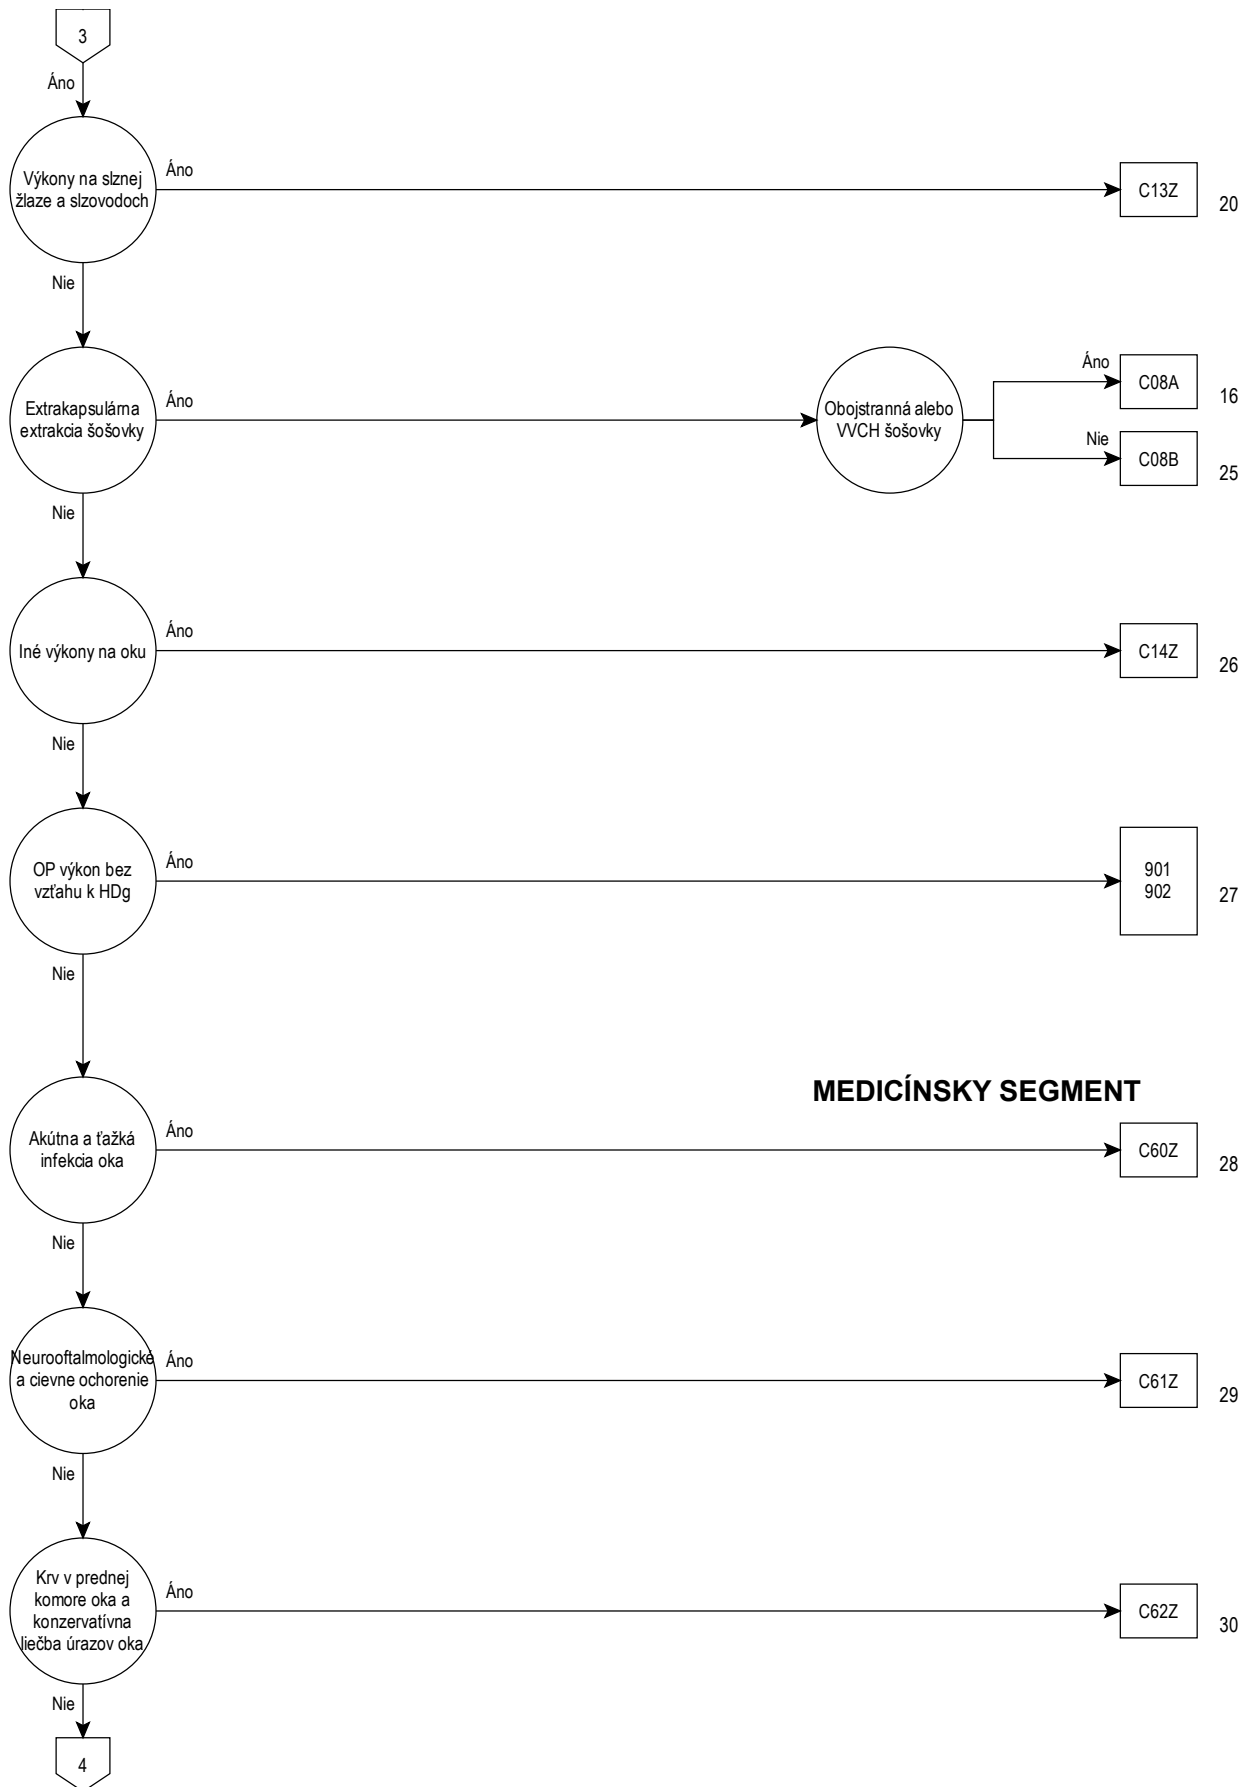 3
Áno
Výkony na slznej
žlaze a slzovodoch
Áno
C13Z
20
Nie
Extrakapsulárna
extrakcia šošovky
Áno
Obojstranná alebo
VVCH šošovky
Áno
C08A
16
Nie
C08B
25
Nie
Iné výkony na oku
Áno
C14Z
26
Nie
OP výkon bez
vzťahu k HDg
Áno
901
902
27
Nie
MEDICÍNSKY SEGMENT
Akútna a ťažká
infekcia oka
Áno
C60Z
28
Nie
Neurooftalmologické
a cievne ochorenie
oka
Áno
C61Z
29
Nie
Krv v prednej
komore oka a
konzervatívna
liečba úrazov oka
Áno
C62Z
30
Nie
4